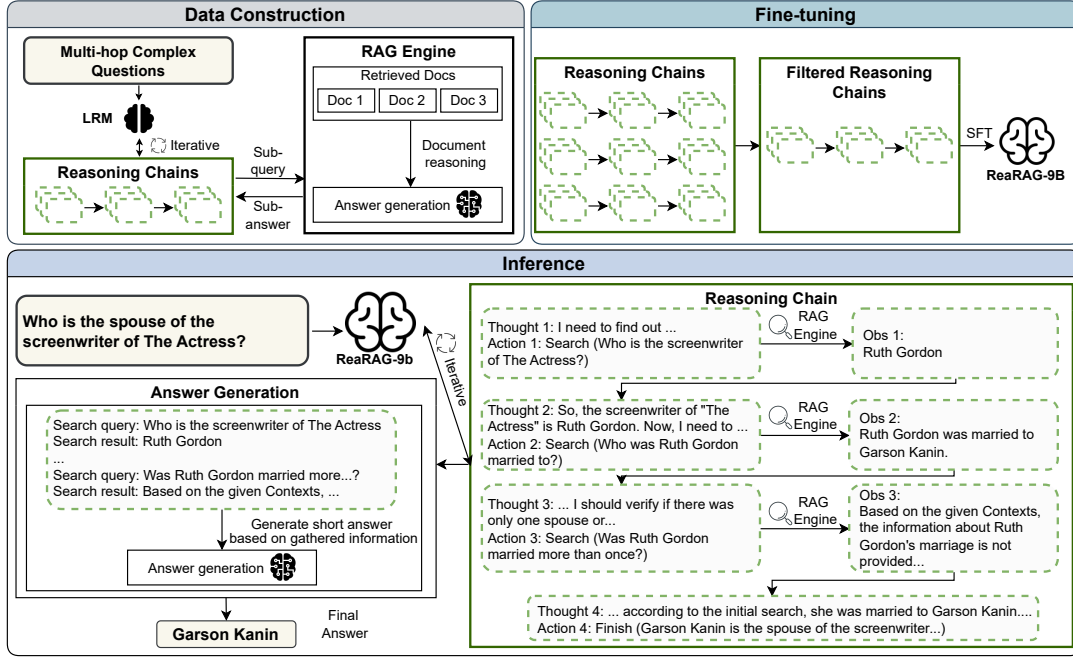 Data Construction
Multi-hop Complex
Questions
LRM
Iterative
Reasoning Chains
Sub-
query
Sub-
answer
RAG Engine
Retrieved Docs
Doc 1
Doc 2
Doc 3
Document
reasoning
Answer generation
Fine-tuning
Reasoning Chains
Filtered Reasoning
Chains
SFT
ReaRAG-9B
Inference
Who is the spouse of the
screenwriter of The Actress?
ReaRAG-9b
Iterative
Answer Generation
Search query: Who is the screenwriter of The Actress
Search result: Ruth Gordon
...
Search query: Was Ruth Gordon married more...?
Search result: Based on the given Contexts, ...
Generate short answer
based on gathered information
Answer generation
Final
Answer
Garson Kanin
Reasoning Chain
Thought 1: I need to find out ...
Action 1: Search (Who is the screenwriter
of The Actress?)
RAG
Engine
Obs 1:
Ruth Gordon
Thought 2: So, the screenwriter of "The
Actress" is Ruth Gordon. Now, I need to ...
Action 2: Search (Who was Ruth Gordon
married to?)
RAG
Engine
Obs 2:
Ruth Gordon was married to
Garson Kanin.
Thought 3: ... I should verify if there was
only one spouse or...
Action 3: Search (Was Ruth Gordon
married more than once?)
RAG
Engine
Obs 3:
Based on the given Contexts,
the information about Ruth
Gordon's marriage is not
provided...
Thought 4: ... according to the initial search, she was married to Garson Kanin....
Action 4: Finish (Garson Kanin is the spouse of the screenwriter...)